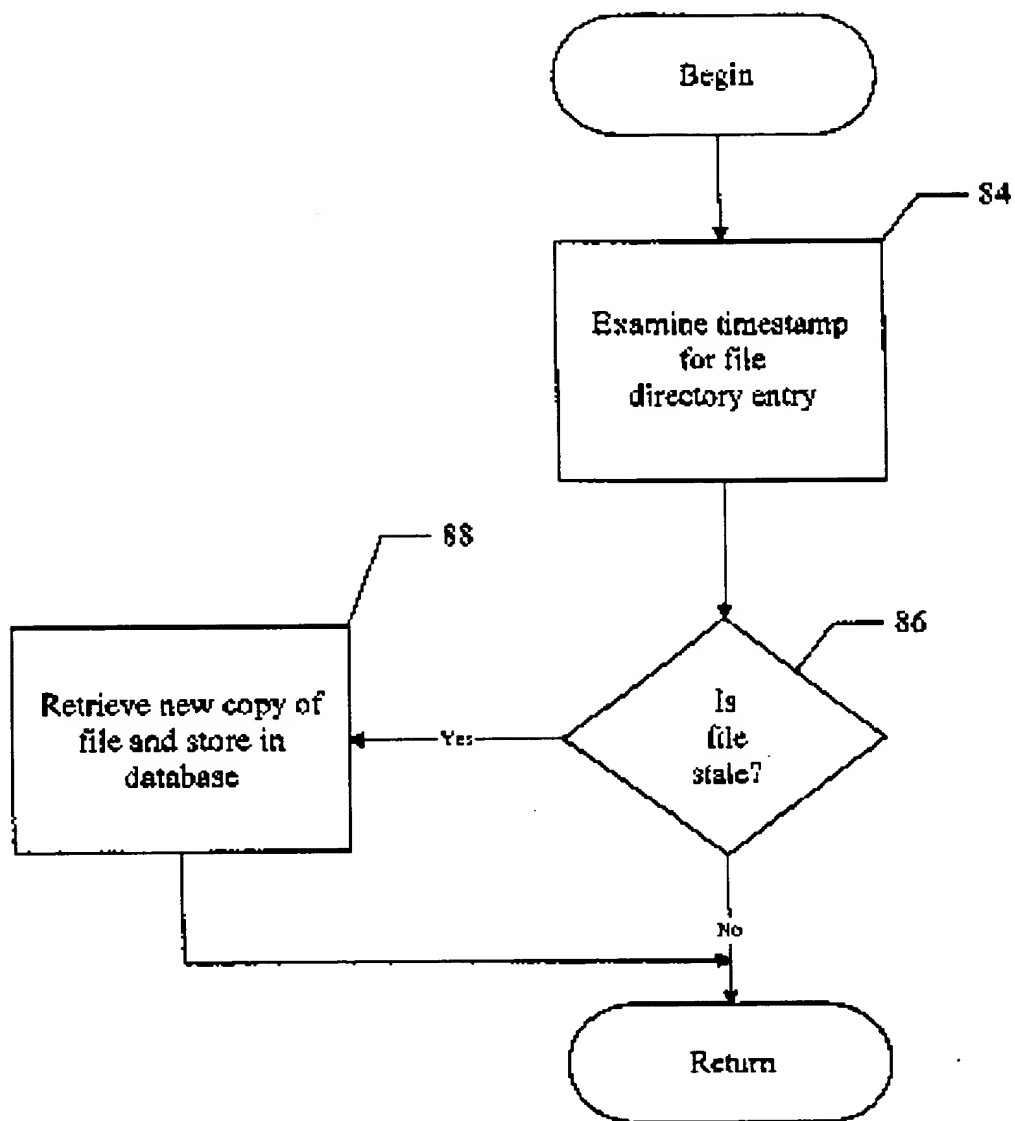 Begin
84
Examine timestamp
for file
directory entry
88
86
Retrieve new copy of
file and store in
database
Yes
Is
file
stale?
No
Return